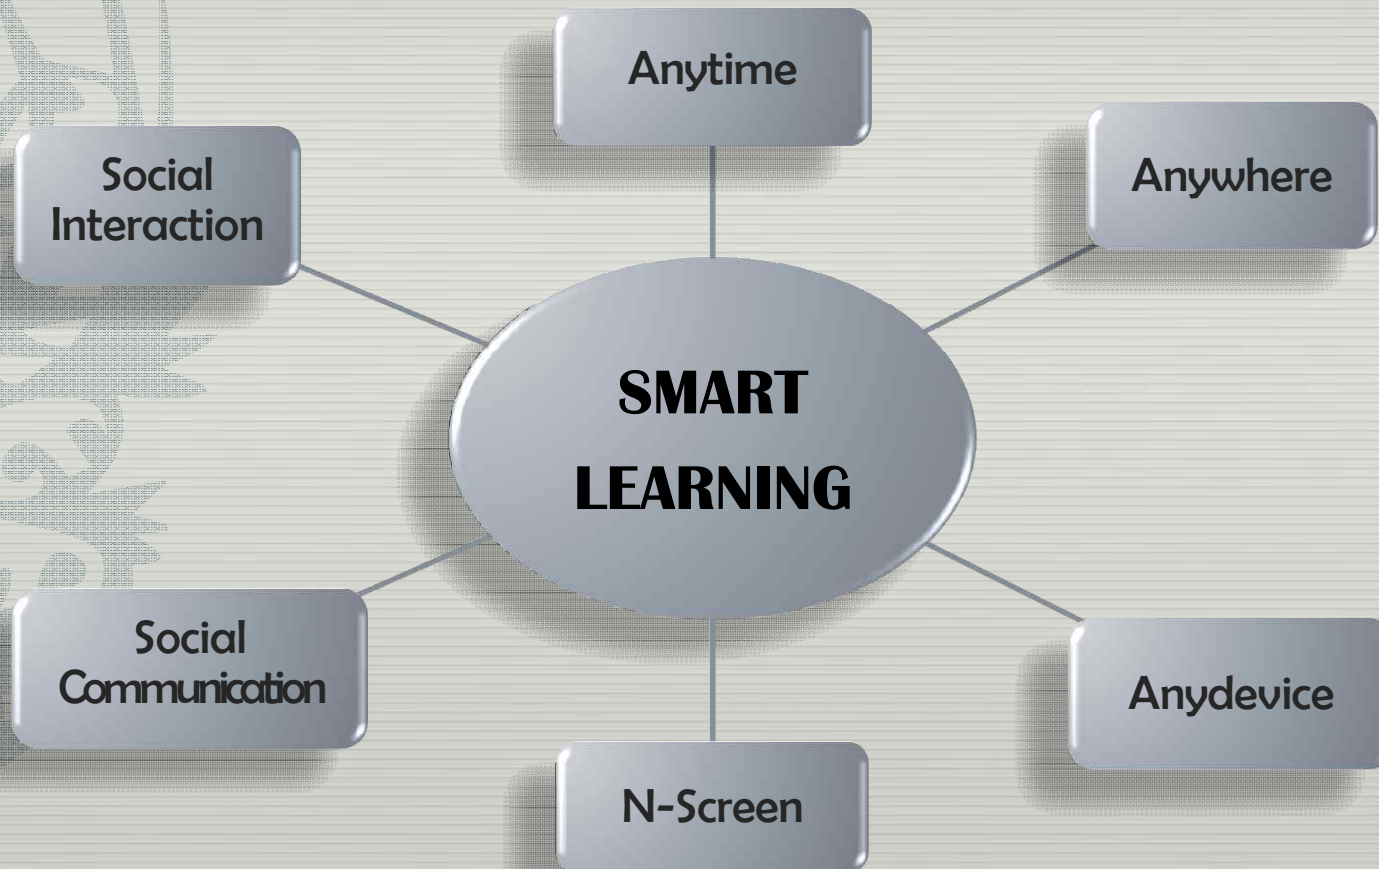 Anytime
Anywhere
Social
Interaction
SMART
LEARNING
Social
Communication
Anydevice
N-Screen